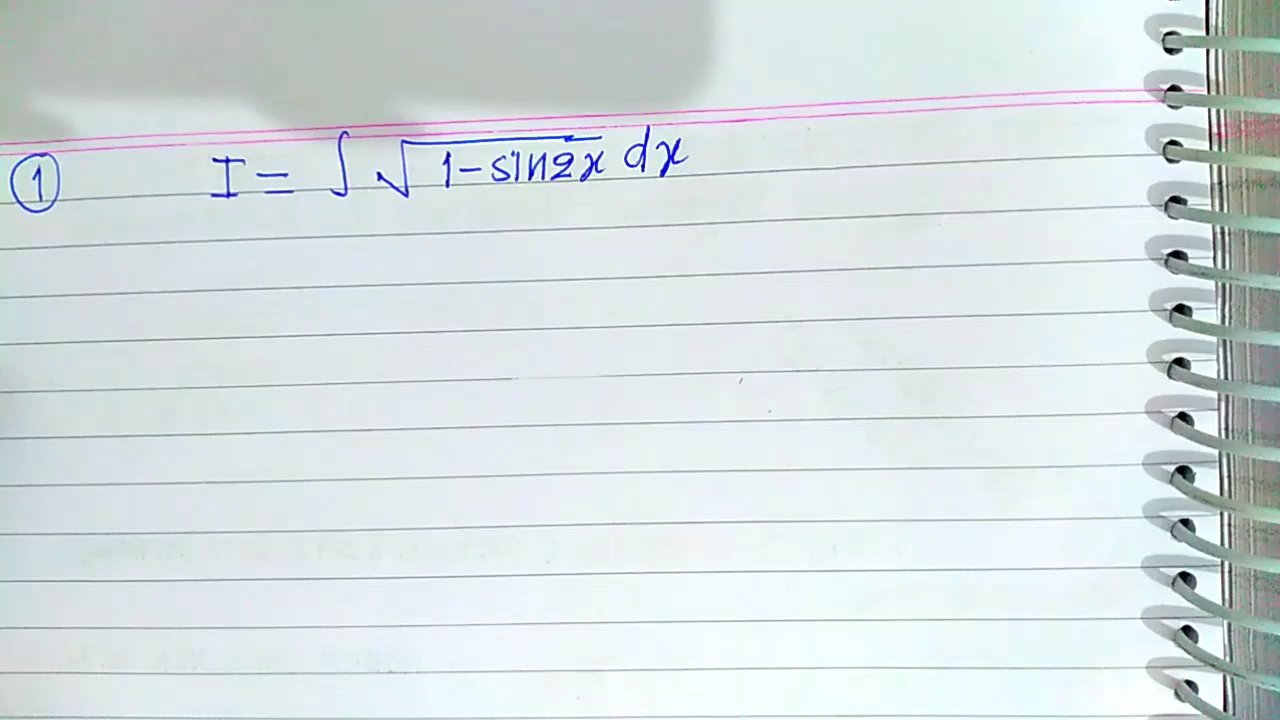 ① I = ∫ √(1-sin2x) dx